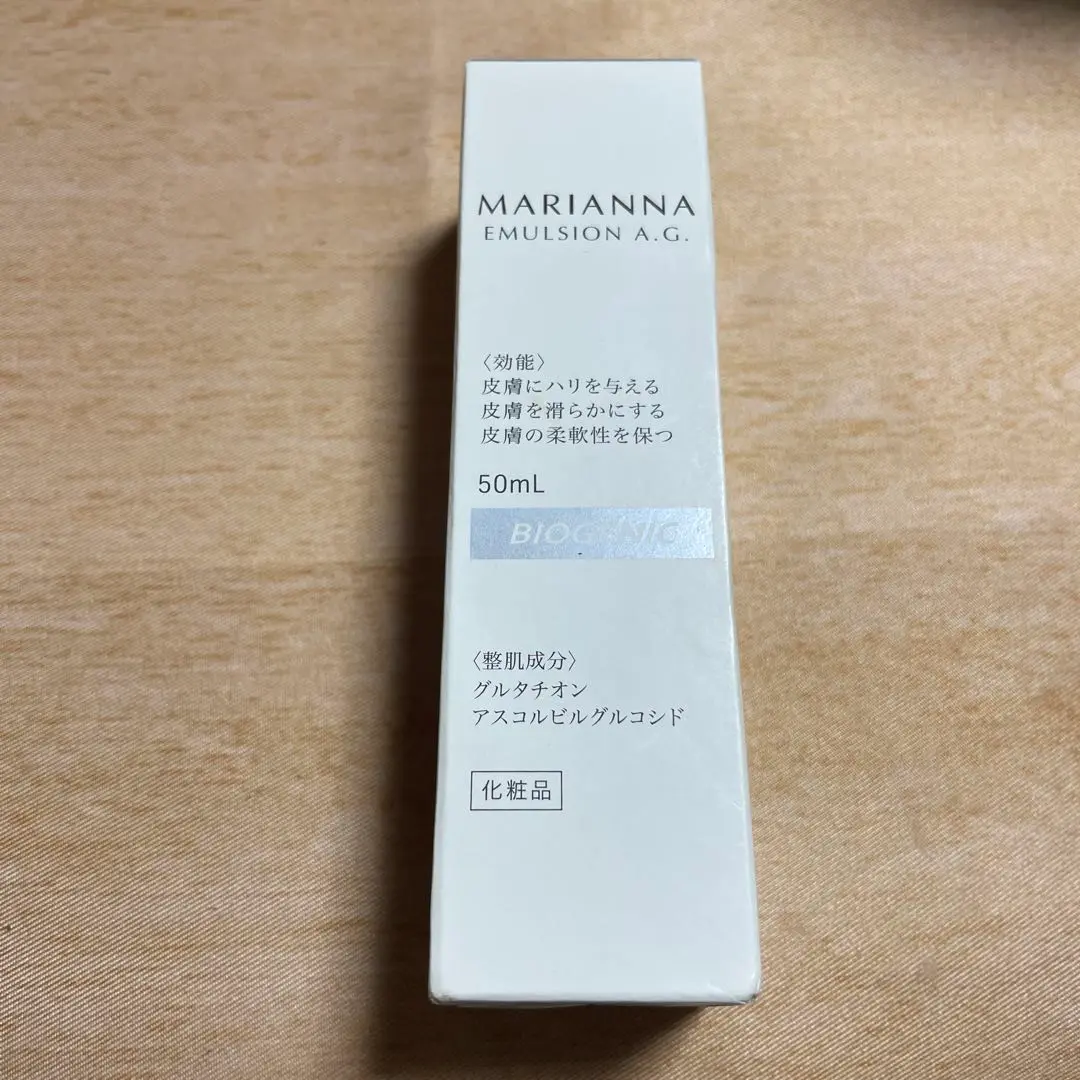 MARIANNA
EMULSION A.G.
〈効能〉
皮膚にハリを与える
皮膚を滑らかにする
皮膚の柔軟性を保つ
50mL
BIOGENIC
〈整肌成分〉
グルタチオン
アスコルビルグルコシド
化粧品